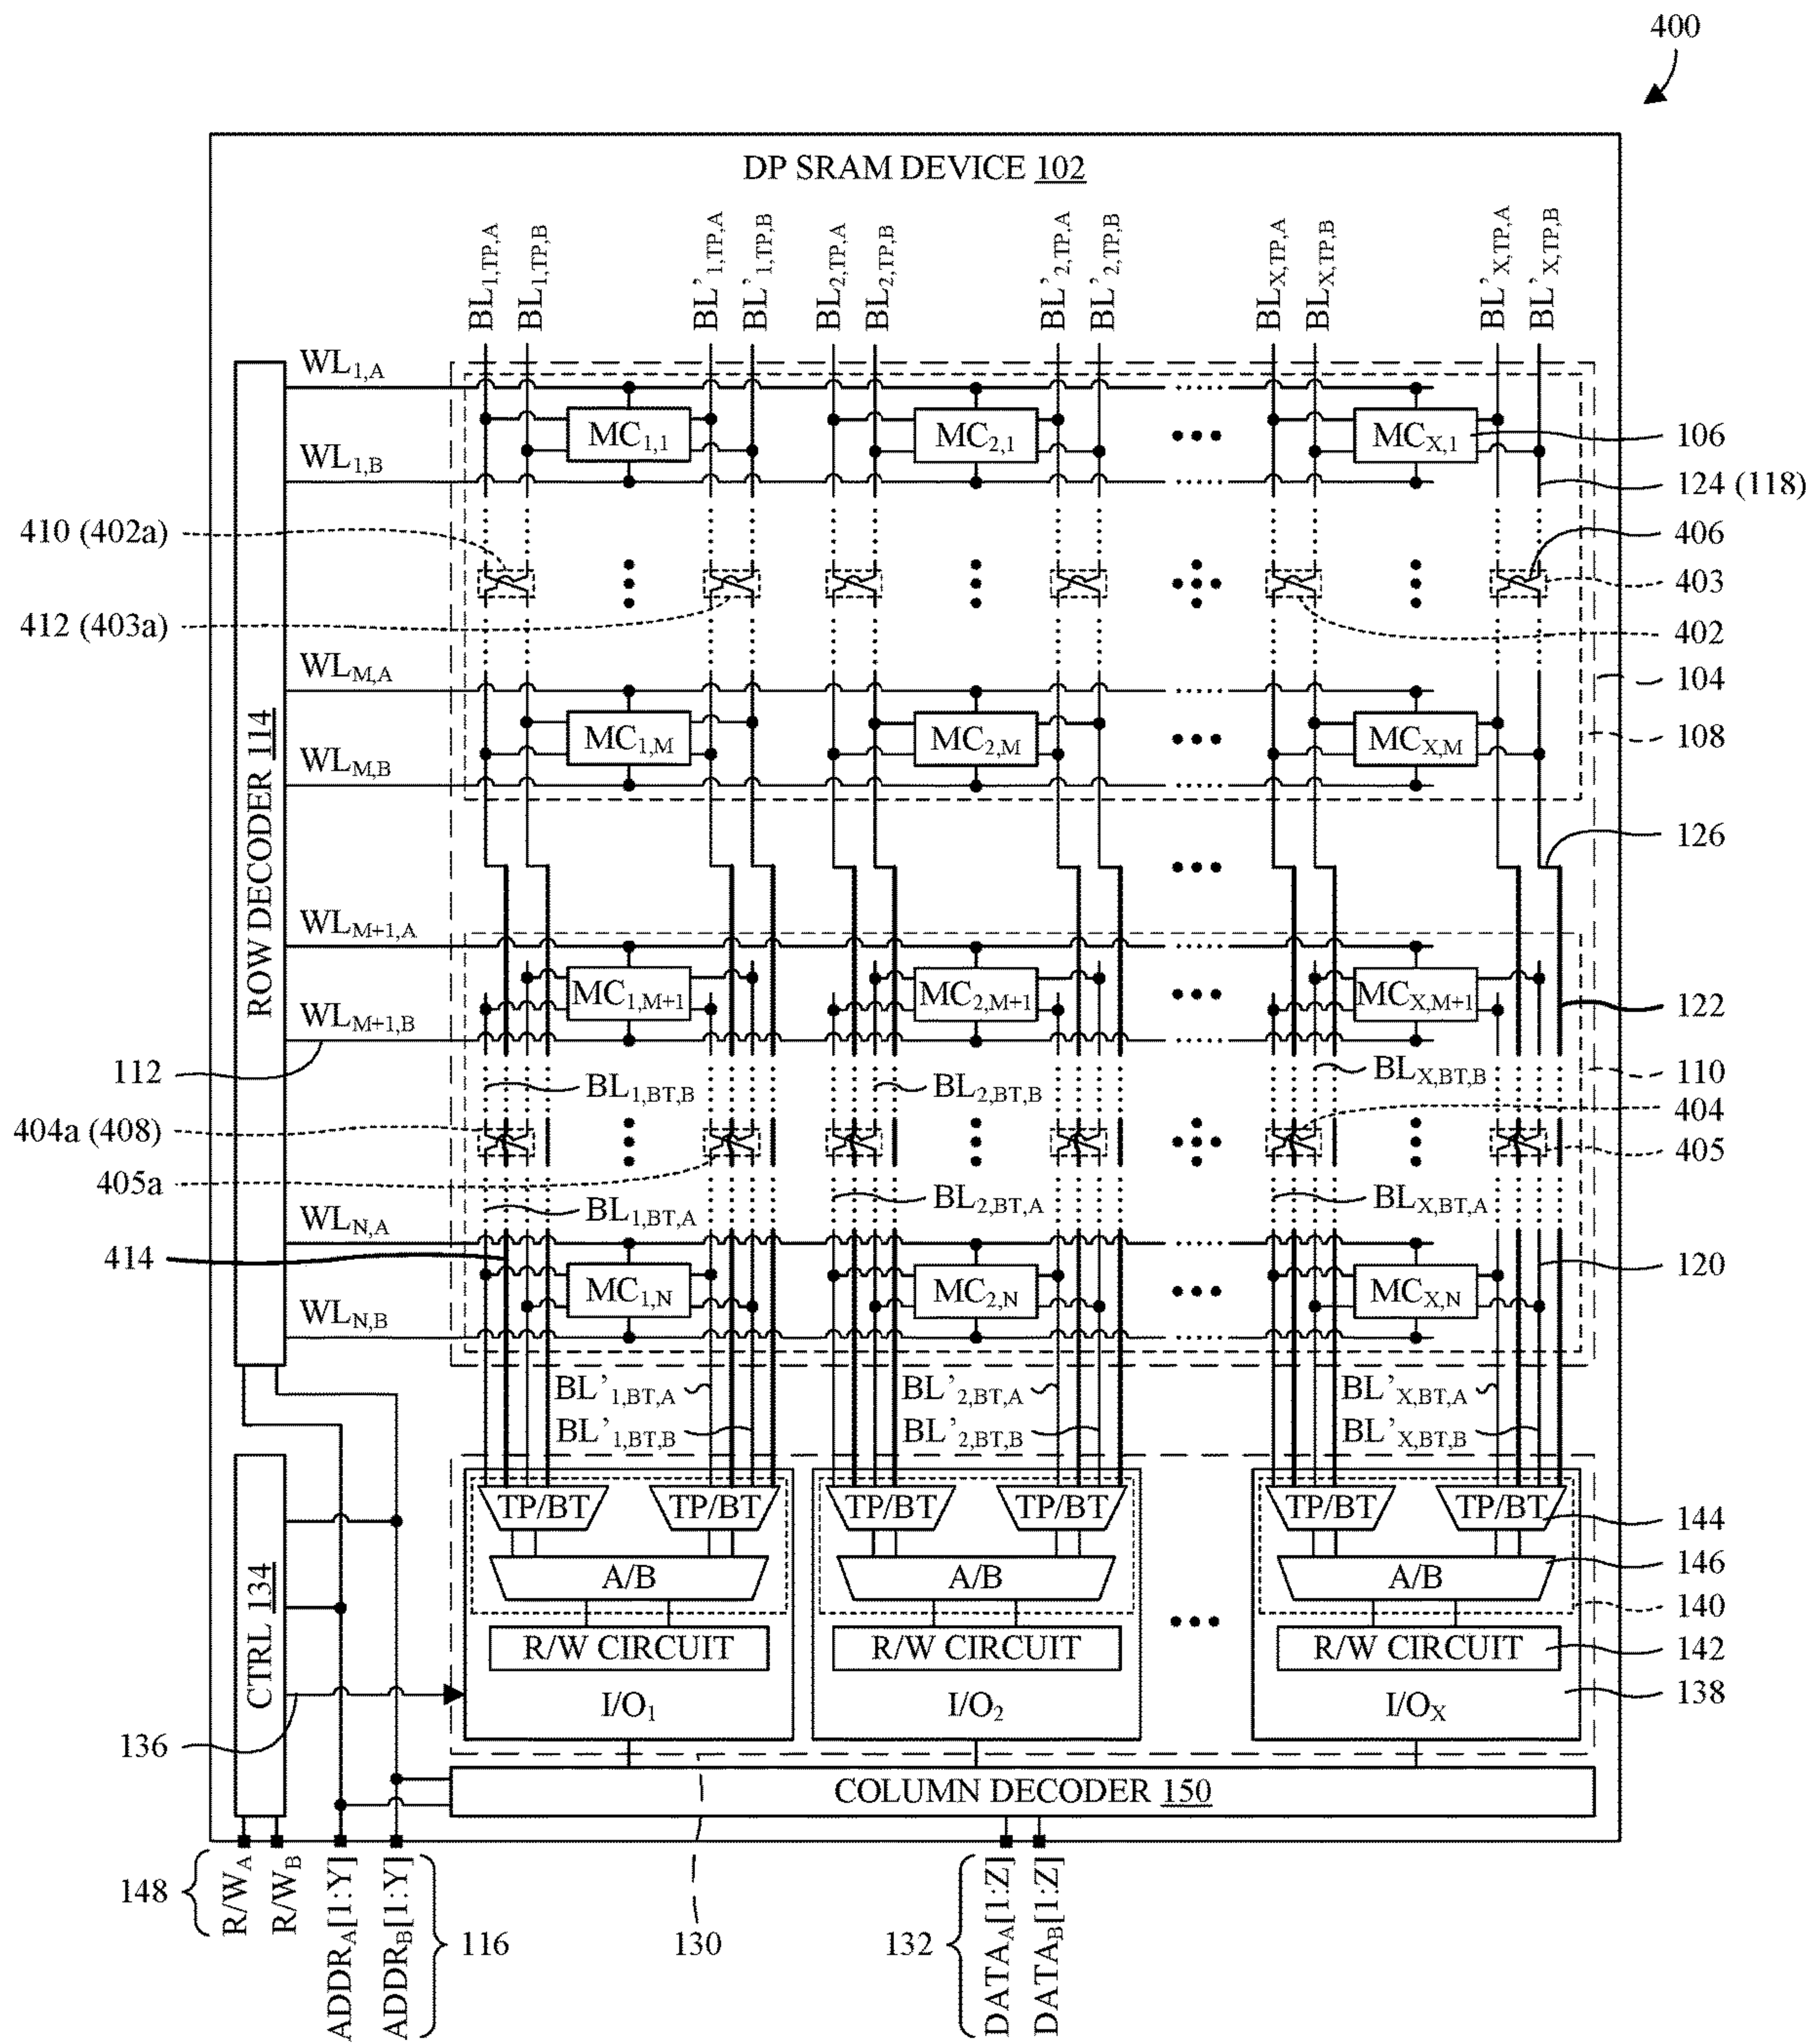 400
DP SRAM DEVICE 102
BL1,TP,A
BL1,TP,B
BL'1,TP,A
BL'1,TP,B
BL2,TP,A
BL2,TP,B
BL'2,TP,A
BL'2,TP,B
BLX,TP,A
BLX,TP,B
BL'X,TP,A
BL'X,TP,B
WL1,A
MC1,1 MC2,1 MCX,1 106
WL1,B
124 (118)
410 (402a)
406
403
412 (403a)
402
WLM,A
104
MC1,M MC2,M MCX,M 108
WLM,B
ROW DECODER 114
126
WLM+1,A
MC1,M+1 MC2,M+1 MCX,M+1 122
WLM+1,B
112
BL1,BT,B BL2,BT,B BLX,BT,B 110
404
404a (408)
405
405a
BL1,BT,A BL2,BT,A BLX,BT,A
WLN,A
414
MC1,N MC2,N MCX,N 120
WLN,B
BL'1,BT,A BL'2,BT,A BL'X,BT,A
BL'1,BT,B BL'2,BT,B BL'X,BT,B
TP/BT TP/BT TP/BT TP/BT TP/BT TP/BT 144
A/B A/B A/B 146
140
R/W CIRCUIT R/W CIRCUIT R/W CIRCUIT 142
CTRL 134
I/O1 I/O2 I/OX 138
136
COLUMN DECODER 150
148
R/WA
R/WB
ADDRA[1:Y]
ADDRB[1:Y]
116
130
132
DATAA[1:Z]
DATAB[1:Z]